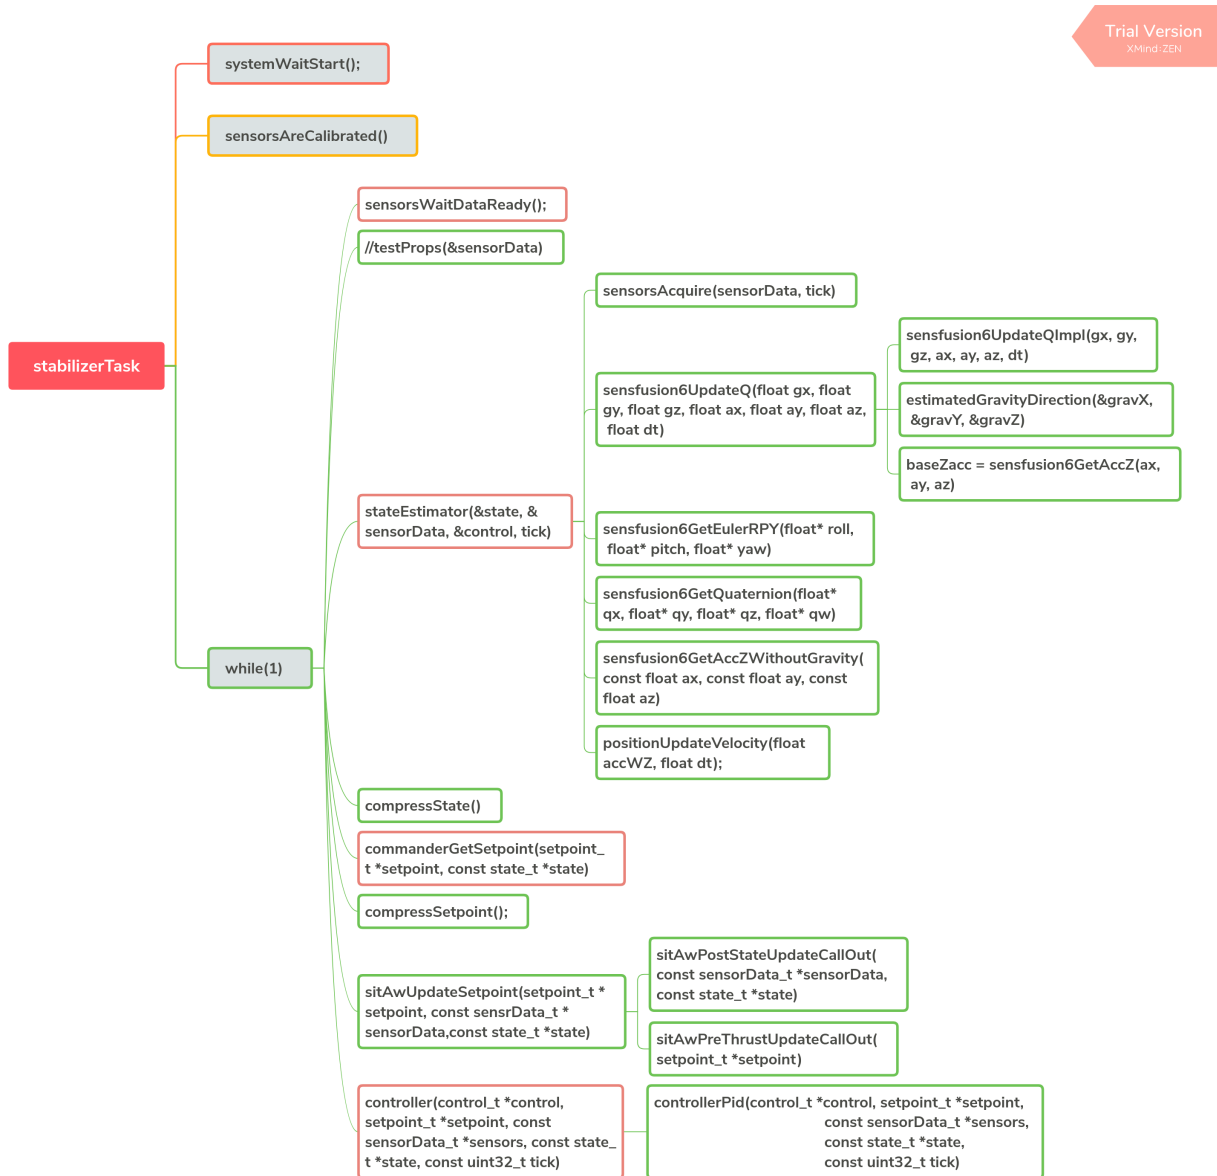 Trial Version
XMind:ZEN
systemWaitStart();
sensorsAreCalibrated()
sensorsWaitDataReady();
//testProps(&sensorData)
sensorsAcquire(sensorData, tick)
sensfusion6UpdateQImpl(gx, gy,
gz, ax, ay, az, dt)
stabilizerTask
sensfusion6UpdateQ(float gx, float
gy, float gz, float ax, float ay, float az,
float dt)
estimatedGravityDirection(&gravX,
&gravY, &gravZ)
baseZacc = sensfusion6GetAccZ(ax,
ay, az)
stateEstimator(&state, &
sensorData, &control, tick)
sensfusion6GetEulerRPY(float* roll,
float* pitch, float* yaw)
sensfusion6GetQuaternion(float*
qx, float* qy, float* qz, float* qw)
while(1)
sensfusion6GetAccZWithoutGravity(
const float ax, const float ay, const
float az)
positionUpdateVelocity(float
accWZ, float dt);
compressState()
commanderGetSetpoint(setpoint_
t *setpoint, const state_t *state)
compressSetpoint();
sitAwUpdateSetpoint(setpoint_t *
setpoint, const sensrData_t *
sensorData,const state_t *state)
sitAwPostStateUpdateCallOut(
const sensorData_t *sensorData,
const state_t *state)
sitAwPreThrustUpdateCallOut(
setpoint_t *setpoint)
controller(control_t *control,
setpoint_t *setpoint, const
sensorData_t *sensors, const state_
t *state, const uint32_t tick)
controllerPid(control_t *control, setpoint_t *setpoint,
const sensorData_t *sensors,
const state_t *state,
const uint32_t tick)